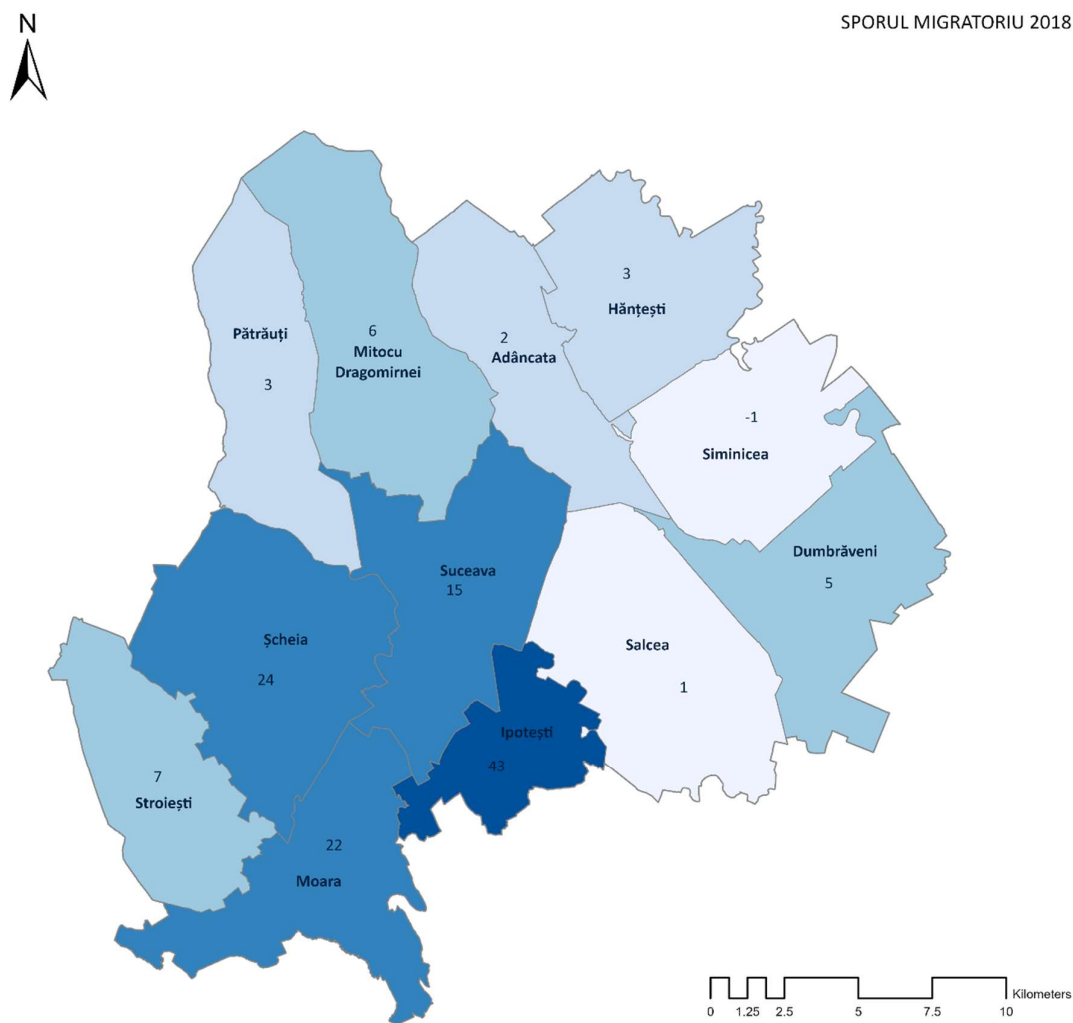 N
SPORUL MIGRATORIU 2018
3
Hănțești
Pătrăuți
3
6
Mitocu
Dragomirnei
2
Adâncata
-1
Siminicea
Dumbrăveni
5
Suceava
15
Șcheia
24
Salcea
1
Ipotești
43
7
Stroiești
22
Moara
Kilometers
0 1.25 2.5 5 7.5 10